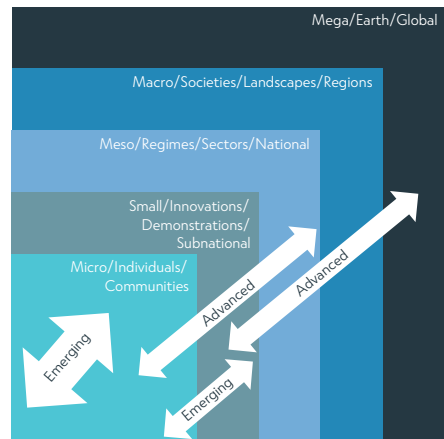 Mega/Earth/Global
Macro/Societies/Landscapes/Regions
Meso/Regimes/Sectors/National
Small/Innovations/
Demonstrations/
Subnational
Micro/Individuals/
Communities
Emerging
Advanced
Advanced
Emerging